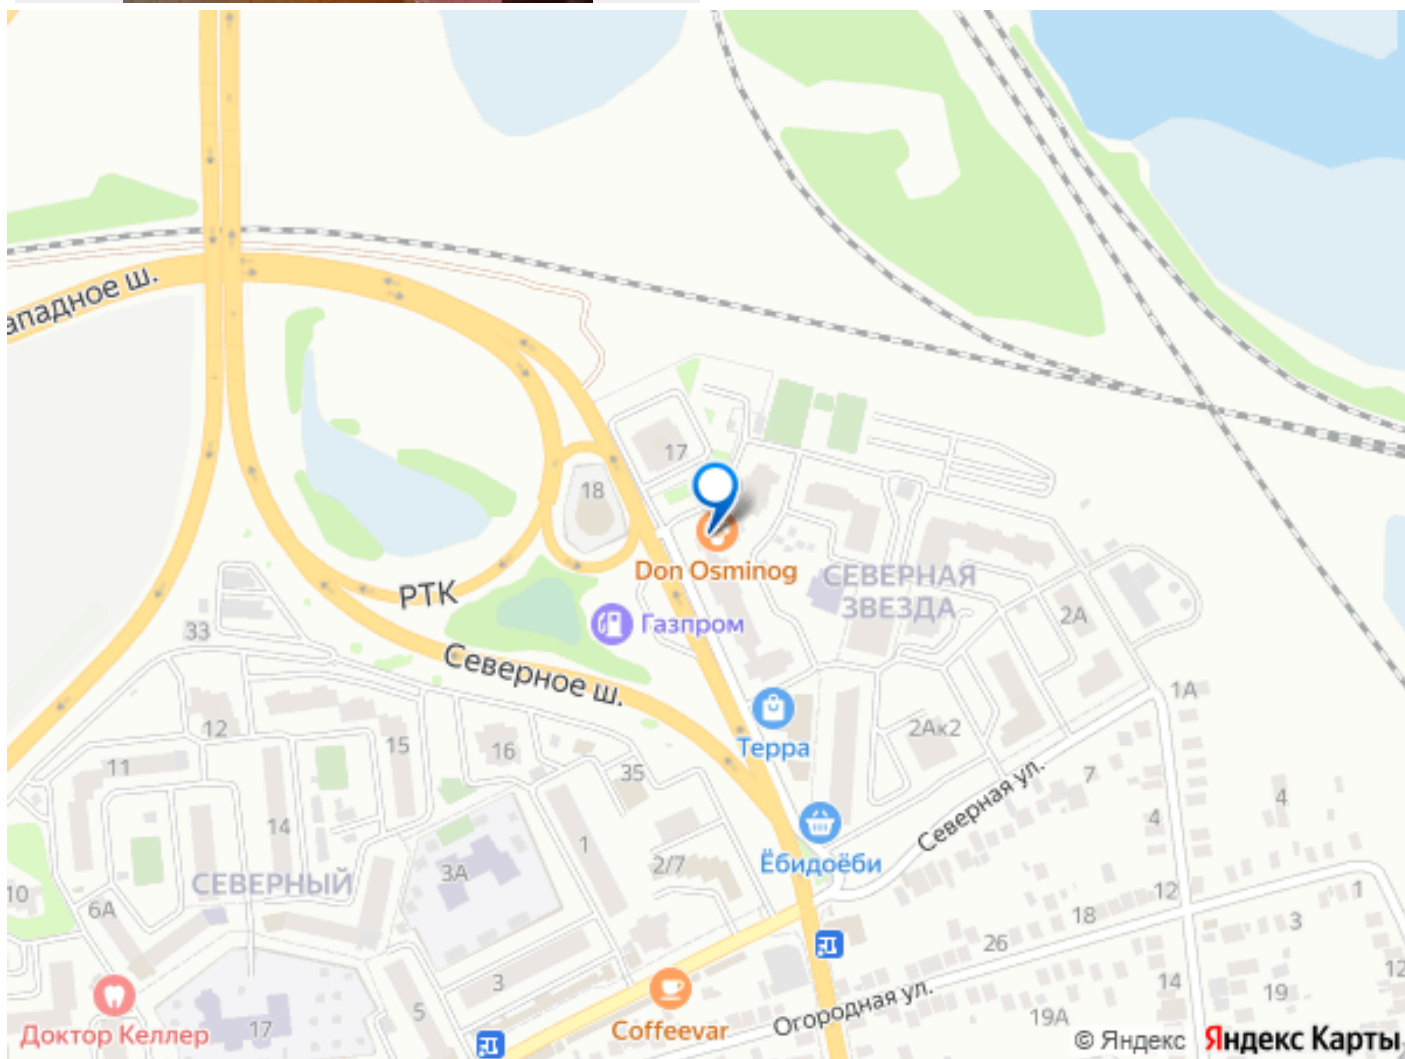 ападное ш.
17
18
Don Osminog
СЕВЕРНАЯ
ЗВЕЗДА
РТК
Газпром
2А
33
Северное ш.
1А
12
15
16
Терра
2Ак2
11
35
7
Северная ул.
4
4
14
1
Ёбидоёби
3А
2/7
СЕВЕРНЫЙ
10
6А
12
1
18
3
26
3
14
12
5
Coffeevar
19
Доктор Келлер
17
Огородная ул.
19А
© Яндекс Яндекс Карты